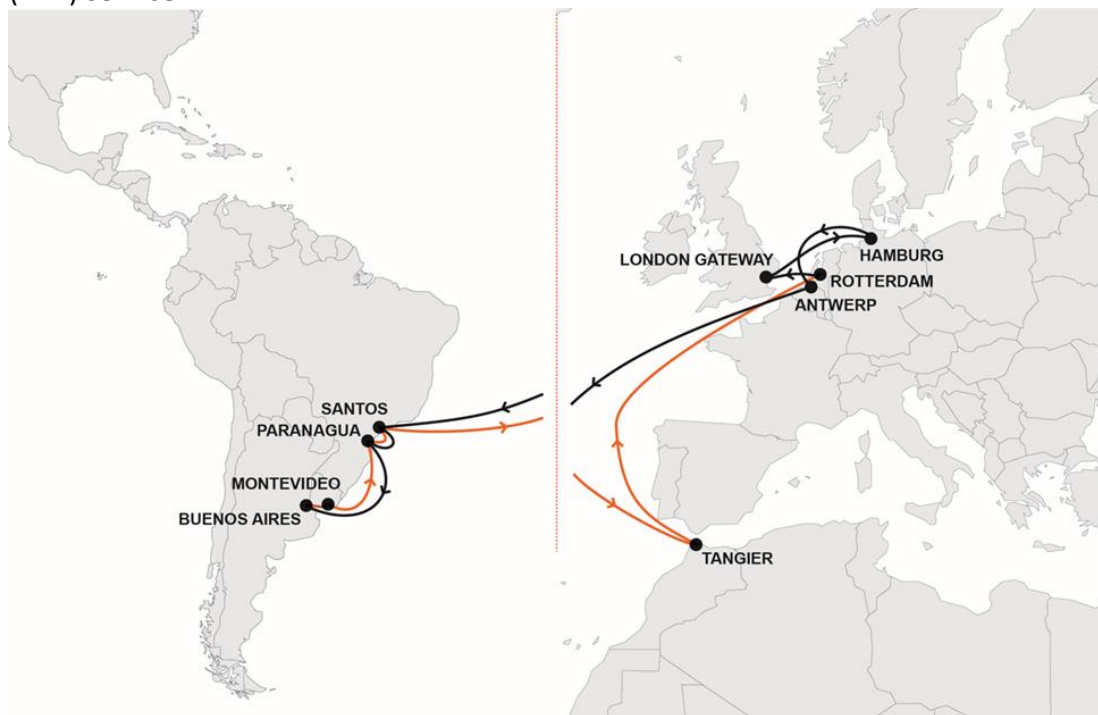 SANTOS
PARANAGUA
MONTEVIDEO
BUENOS AIRES
LONDON GATEWAY
HAMBURG
ROTTERDAM
ANTWERP
TANGIER